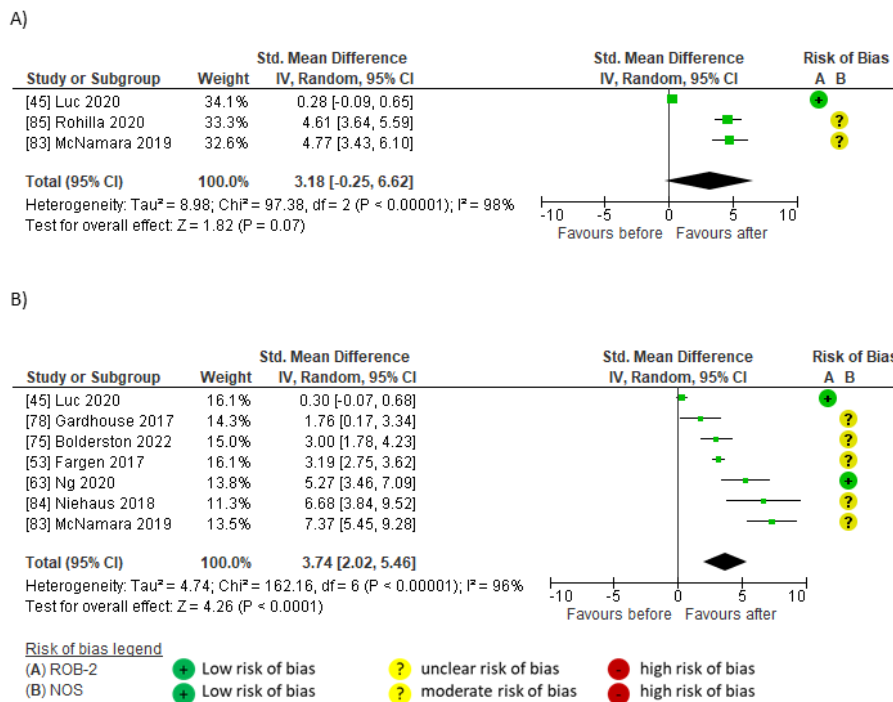 A)
Std. Mean Difference Std. Mean Difference Risk of Bias
Study or Subgroup Weight IV, Random, 95% CI IV, Random, 95% CI A B
[45] Luc 2020 34.1% 0.28 [-0.09, 0.65] +
[85] Rohilla 2020 33.3% 4.61 [3.64, 5.59] ?
[83] McNamara 2019 32.6% 4.77 [3.43, 6.10] ?
Total (95% CI) 100.0% 3.18 [-0.25, 6.62]
Heterogeneity: Tau² = 8.98; Chi² = 97.38, df = 2 (P < 0.00001); I² = 98%
Test for overall effect: Z = 1.82 (P = 0.07)
-10 -5 0 5 10
Favours before Favours after
B)
Std. Mean Difference Std. Mean Difference Risk of Bias
Study or Subgroup Weight IV, Random, 95% CI IV, Random, 95% CI A B
[45] Luc 2020 16.1% 0.30 [-0.07, 0.68] +
[78] Gardhouse 2017 14.3% 1.76 [0.17, 3.34] ?
[75] Bolderston 2022 15.0% 3.00 [1.78, 4.23] ?
[53] Fargen 2017 16.1% 3.19 [2.75, 3.62] ?
[63] Ng 2020 13.8% 5.27 [3.46, 7.09] +
[84] Niehaus 2018 11.3% 6.68 [3.84, 9.52] ?
[83] McNamara 2019 13.5% 7.37 [5.45, 9.28] ?
Total (95% CI) 100.0% 3.74 [2.02, 5.46]
Heterogeneity: Tau² = 4.74; Chi² = 162.16, df = 6 (P < 0.00001); I² = 96%
Test for overall effect: Z = 4.26 (P < 0.0001)
-10 -5 0 5 10
Favours before Favours after
Risk of bias legend
(A) ROB-2 + Low risk of bias ? unclear risk of bias - high risk of bias
(B) NOS + Low risk of bias ? moderate risk of bias - high risk of bias